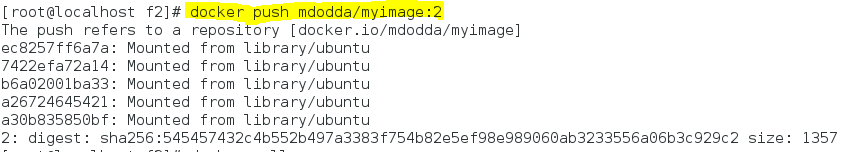 [root@localhost f2]# docker push mdodda/myimage:2
The push refers to a repository [docker.io/mdodda/myimage]
ec8257ff6a7a: Mounted from library/ubuntu
7422efa72a14: Mounted from library/ubuntu
b6a02001ba33: Mounted from library/ubuntu
a26724645421: Mounted from library/ubuntu
a30b835850bf: Mounted from library/ubuntu
2: digest: sha256:545457432c4b552b497a3383f754b82e5ef98e989060ab3233556a06b3c929c2 size: 1357